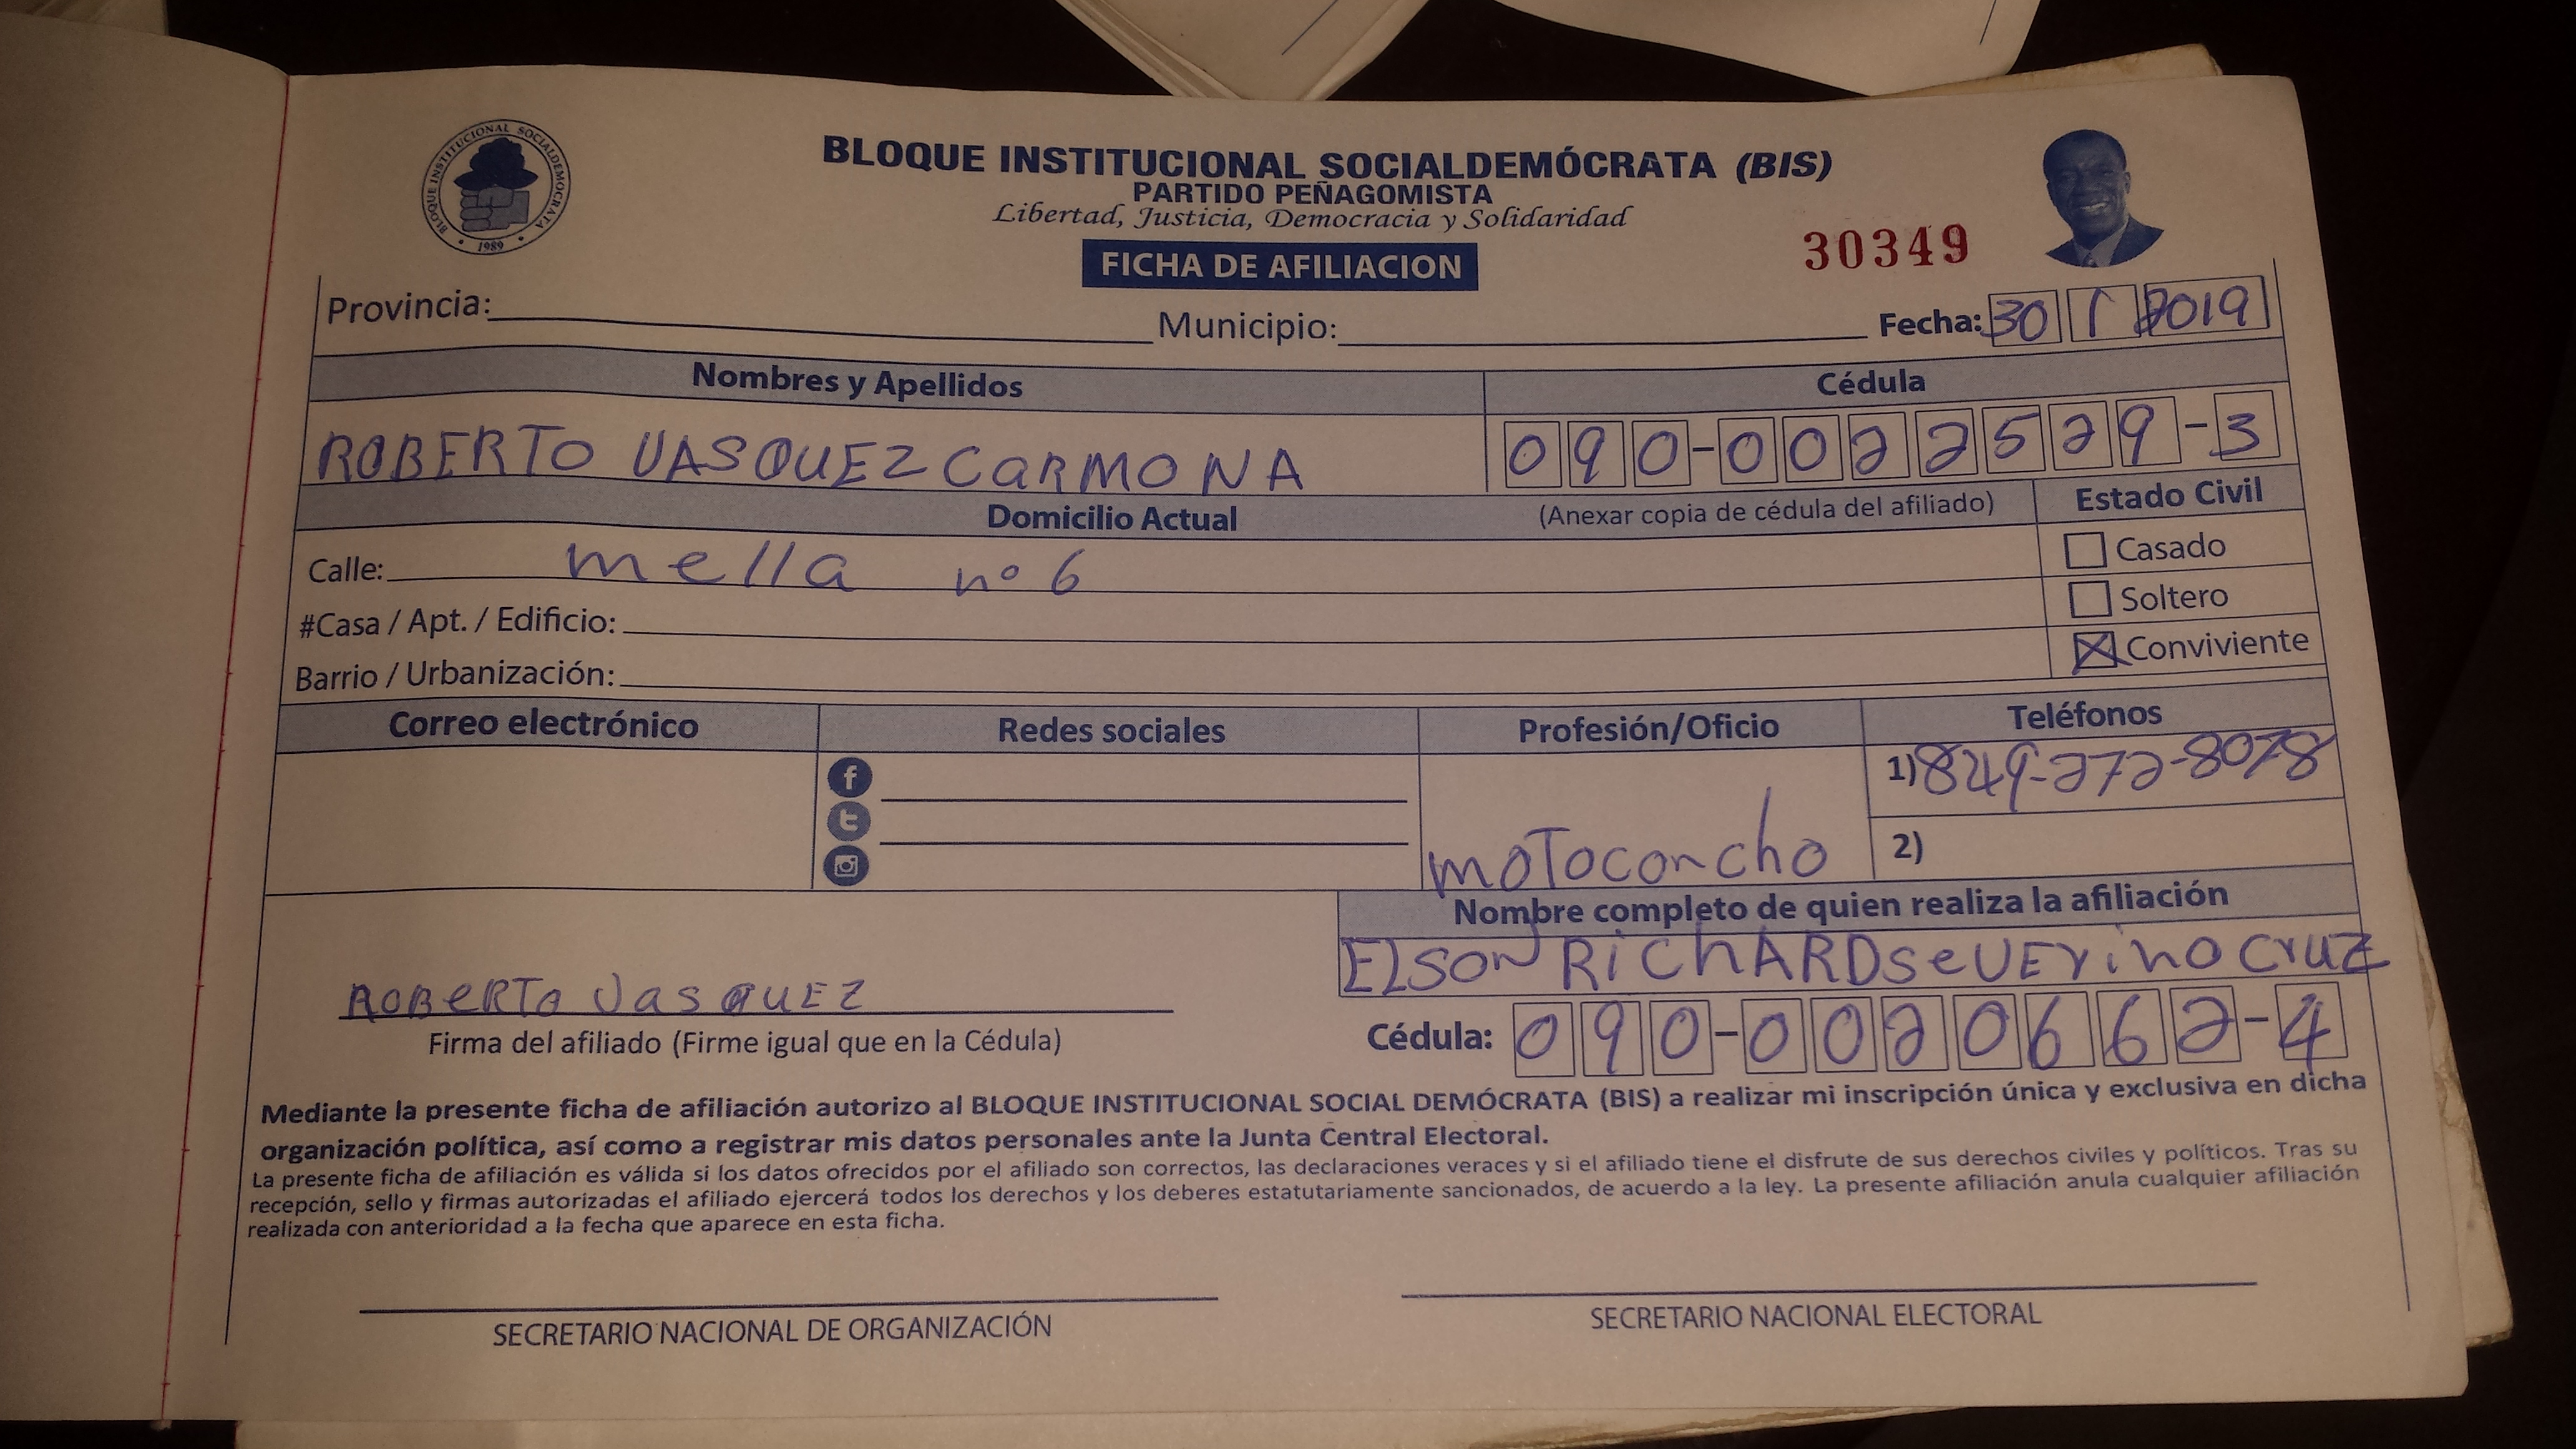 BLOQUE INSTITUCIONAL SOCIALDEMOCRATA
1989
BLOQUE INSTITUCIONAL SOCIALDEMÓCRATA (BIS)
PARTIDO PEÑAGOMISTA
Libertad, Justicia, Democracia y Solidaridad
FICHA DE AFILIACION
30349
Provincia: Municipio: Fecha: 30 1 2019
Nombres y Apellidos Cédula
ROBERTO VASQUEZ CARMONA 090-0022529-3
Domicilio Actual (Anexar copia de cédula del afiliado) Estado Civil
Calle: mella nº 6 Casado
#Casa / Apt. / Edificio: Soltero
Barrio / Urbanización: Conviviente
Correo electrónico Redes sociales Profesión/Oficio Teléfonos
1) 849-272-8078
motoconcho 2)
Nombre completo de quien realiza la afiliación
ELSON RiChARD seVErino Cruz
ROBERTO VasQUEZ
Firma del afiliado (Firme igual que en la Cédula) Cédula: 090-0020662-4
Mediante la presente ficha de afiliación autorizo al BLOQUE INSTITUCIONAL SOCIAL DEMÓCRATA (BIS) a realizar mi inscripción única y exclusiva en dicha
organización política, así como a registrar mis datos personales ante la Junta Central Electoral.
La presente ficha de afiliación es válida si los datos ofrecidos por el afiliado son correctos, las declaraciones veraces y si el afiliado tiene el disfrute de sus derechos civiles y políticos. Tras su
recepción, sello y firmas autorizadas el afiliado ejercerá todos los derechos y los deberes estatutariamente sancionados, de acuerdo a la ley. La presente afiliación anula cualquier afiliación
realizada con anterioridad a la fecha que aparece en esta ficha.
SECRETARIO NACIONAL DE ORGANIZACIÓN SECRETARIO NACIONAL ELECTORAL